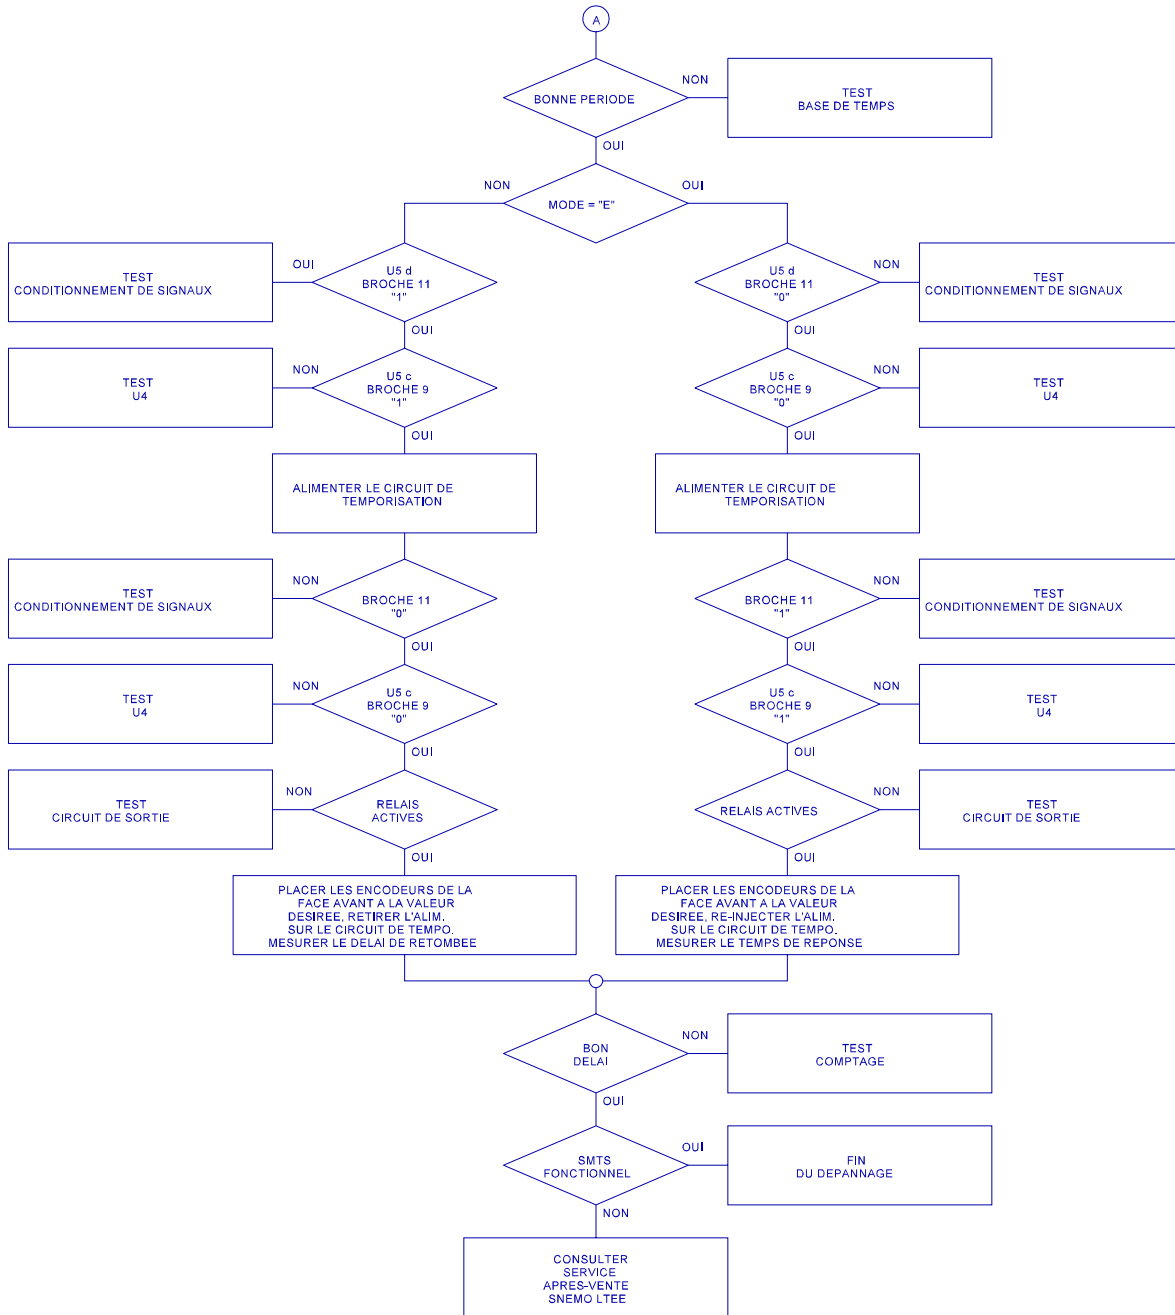 A
BONNE PERIODE
NON
TEST
BASE DE TEMPS
OUI
NON
MODE = "E"
OUI
TEST
CONDITIONNEMENT DE SIGNAUX
OUI
U5 d
BROCHE 11
"1"
OUI
U5 d
BROCHE 11
"0"
NON
TEST
CONDITIONNEMENT DE SIGNAUX
OUI
TEST
U4
NON
U5 c
BROCHE 9
"1"
OUI
U5 c
BROCHE 9
"0"
NON
TEST
U4
OUI
ALIMENTER LE CIRCUIT DE
TEMPORISATION
ALIMENTER LE CIRCUIT DE
TEMPORISATION
TEST
CONDITIONNEMENT DE SIGNAUX
NON
BROCHE 11
"0"
OUI
BROCHE 11
"1"
NON
TEST
CONDITIONNEMENT DE SIGNAUX
OUI
TEST
U4
NON
U5 c
BROCHE 9
"0"
OUI
U5 c
BROCHE 9
"1"
NON
TEST
U4
OUI
TEST
CIRCUIT DE SORTIE
NON
RELAIS
ACTIVES
OUI
RELAIS ACTIVES
NON
TEST
CIRCUIT DE SORTIE
OUI
PLACER LES ENCODEURS DE LA
FACE AVANT A LA VALEUR
DESIREE, RETIRER L'ALIM.
SUR LE CIRCUIT DE TEMPO.
MESURER LE DELAI DE RETOMBEE
PLACER LES ENCODEURS DE LA
FACE AVANT A LA VALEUR
DESIREE, RE-INJECTER L'ALIM.
SUR LE CIRCUIT DE TEMPO.
MESURER LE TEMPS DE REPONSE
BON
DELAI
NON
TEST
COMPTAGE
OUI
SMTS
FONCTIONNEL
OUI
FIN
DU DEPANNAGE
NON
CONSULTER
SERVICE
APRES-VENTE
SNEMO LTEE